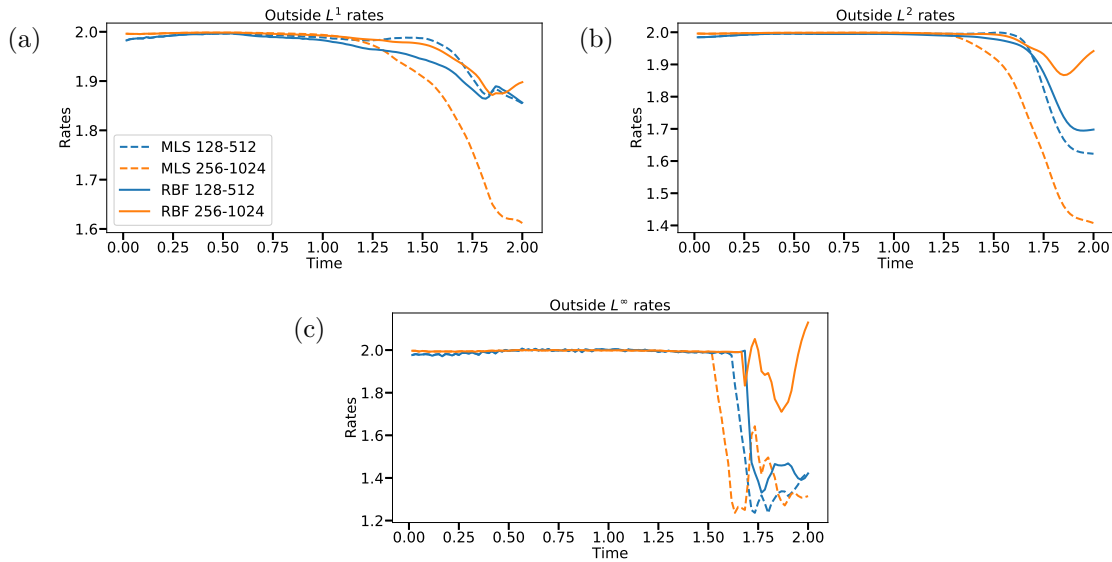 (a)
Outside L¹ rates
2.0
1.9
1.8
1.7
1.6
Rates
MLS 128-512
MLS 256-1024
RBF 128-512
RBF 256-1024
0.00 0.25 0.50 0.75 1.00 1.25 1.50 1.75 2.00
Time
(b)
Outside L² rates
2.0
1.9
1.8
1.7
1.6
1.5
1.4
Rates
0.00 0.25 0.50 0.75 1.00 1.25 1.50 1.75 2.00
Time
(c)
Outside L∞ rates
2.0
1.8
1.6
1.4
1.2
Rates
0.00 0.25 0.50 0.75 1.00 1.25 1.50 1.75 2.00
Time